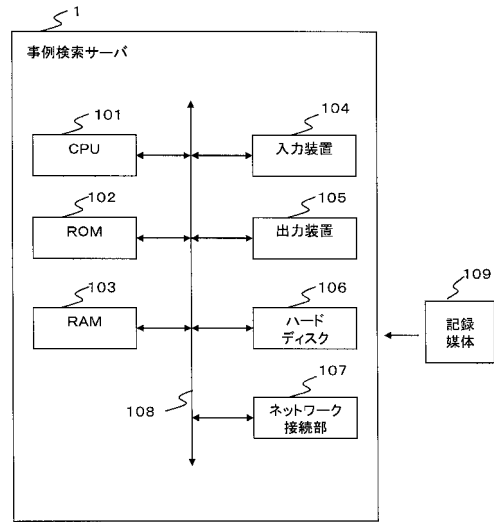 1
事例検索サーバ
101
CPU
104
入力装置
102
ROM
105
出力装置
103
RAM
106
ハード
ディスク
109
記録
媒体
107
ネットワーク
接続部
108